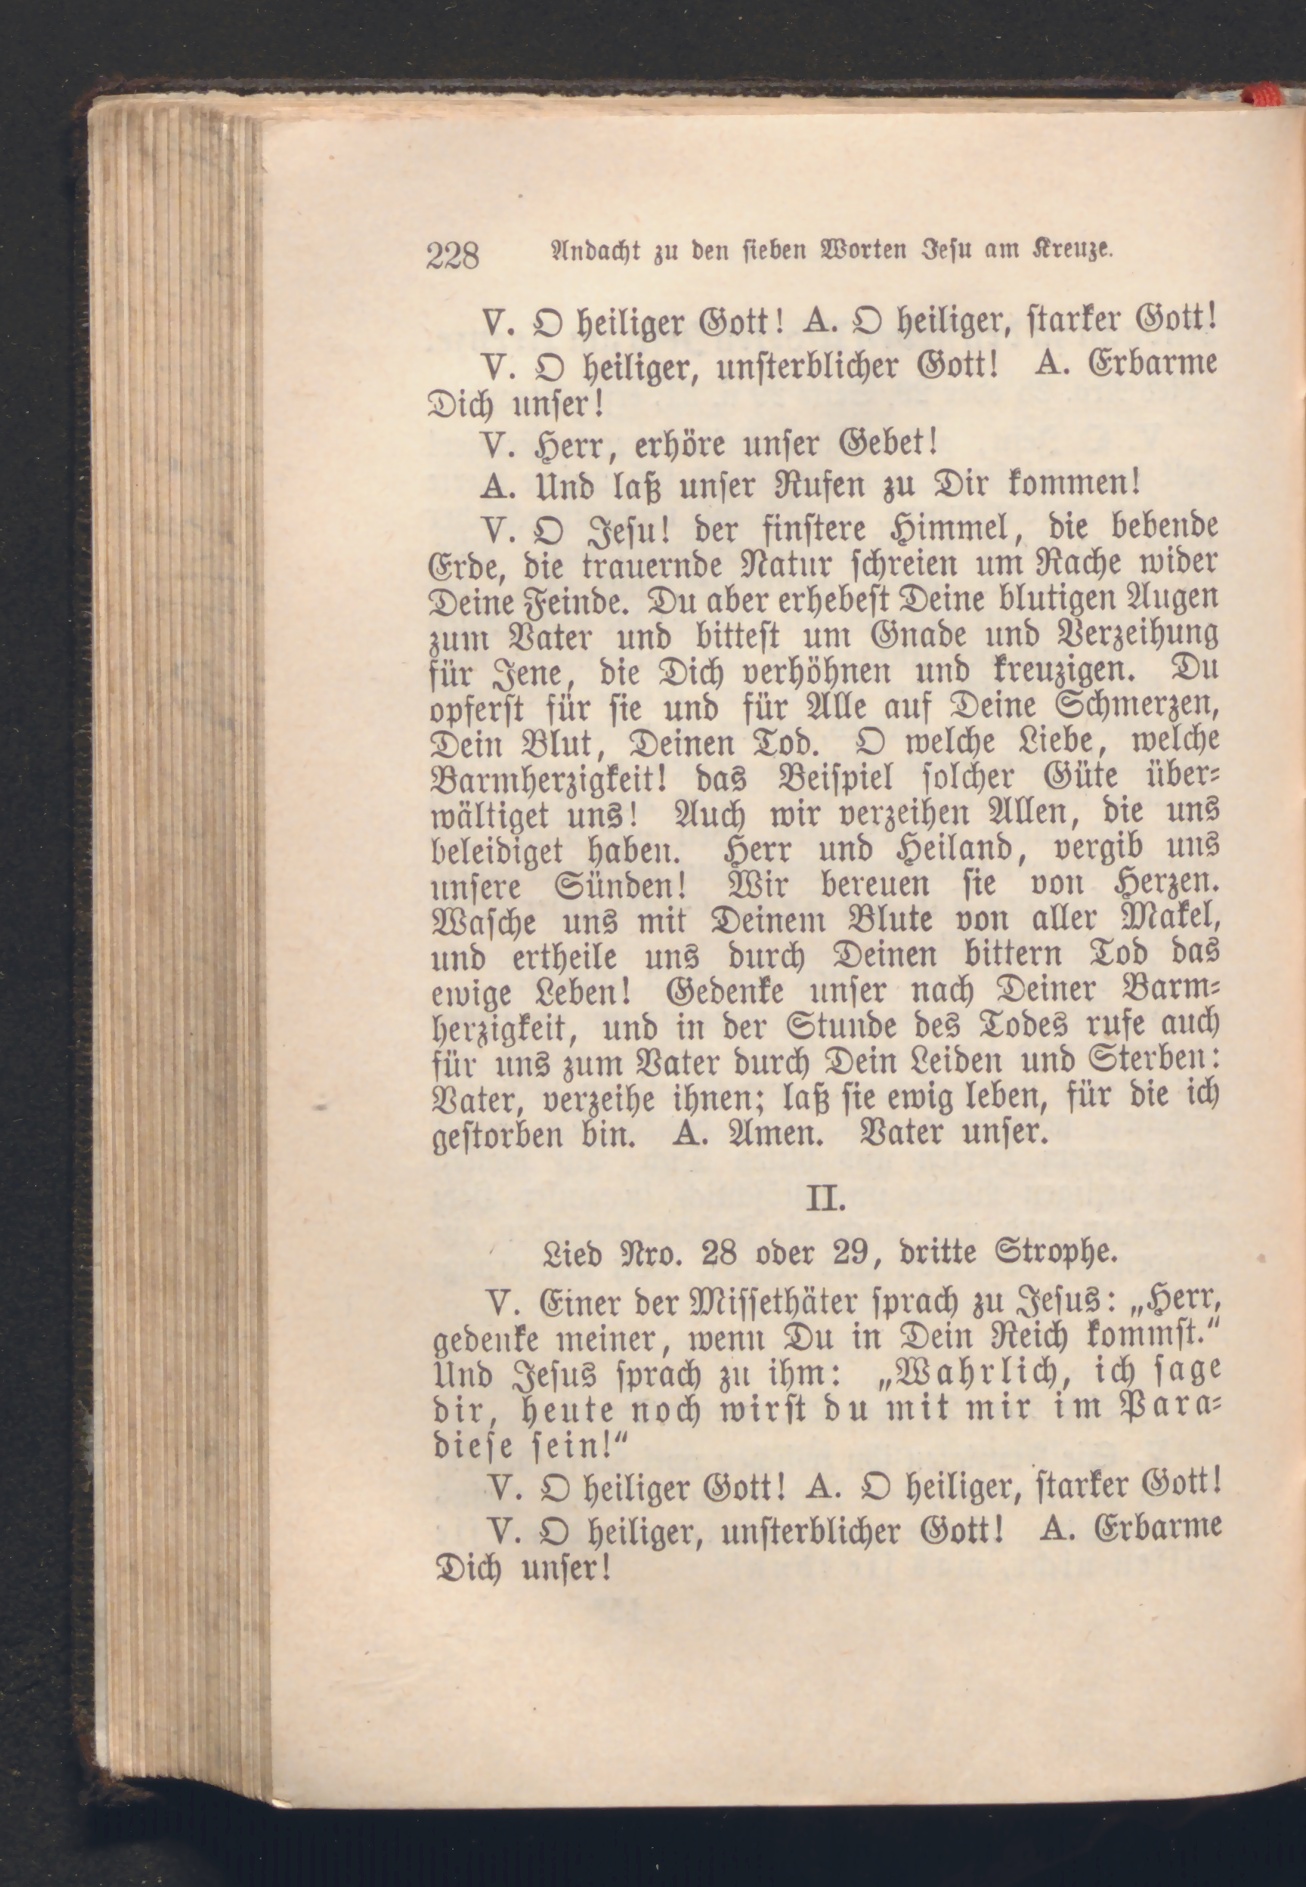 228 Andacht zu den sieben Worten Jesu am Kreuze.
V. O heiliger Gott! A. O heiliger, starker Gott!
V. O heiliger, unsterblicher Gott! A. Erbarme
Dich unser!
V. Herr, erhöre unser Gebet!
A. Und laß unser Rufen zu Dir kommen!
V. O Jesu! der finstere Himmel, die bebende
Erde, die trauernde Natur schreien um Rache wider
Deine Feinde. Du aber erhebest Deine blutigen Augen
zum Vater und bittest um Gnade und Verzeihung
für Jene, die Dich verhöhnen und kreuzigen. Du
opferst für sie und für Alle auf Deine Schmerzen,
Dein Blut, Deinen Tod. O welche Liebe, welche
Barmherzigkeit! das Beispiel solcher Güte über-
wältiget uns! Auch wir verzeihen Allen, die uns
beleidiget haben. Herr und Heiland, vergib uns
unsere Sünden! Wir bereuen sie von Herzen.
Wasche uns mit Deinem Blute von aller Makel,
und ertheile uns durch Deinen bittern Tod das
ewige Leben! Gedenke unser nach Deiner Barm-
herzigkeit, und in der Stunde des Todes rufe auch
für uns zum Vater durch Dein Leiden und Sterben:
Vater, verzeihe ihnen; laß sie ewig leben, für die ich
gestorben bin. A. Amen. Vater unser.
II.
Lied Nro. 28 oder 29, dritte Strophe.
V. Einer der Missethäter sprach zu Jesus: „Herr,
gedenke meiner, wenn Du in Dein Reich kommst.“
Und Jesus sprach zu ihm: „Wahrlich, ich sage
dir, heute noch wirst du mit mir im Para-
diese sein!“
V. O heiliger Gott! A. O heiliger, starker Gott!
V. O heiliger, unsterblicher Gott! A. Erbarme
Dich unser!